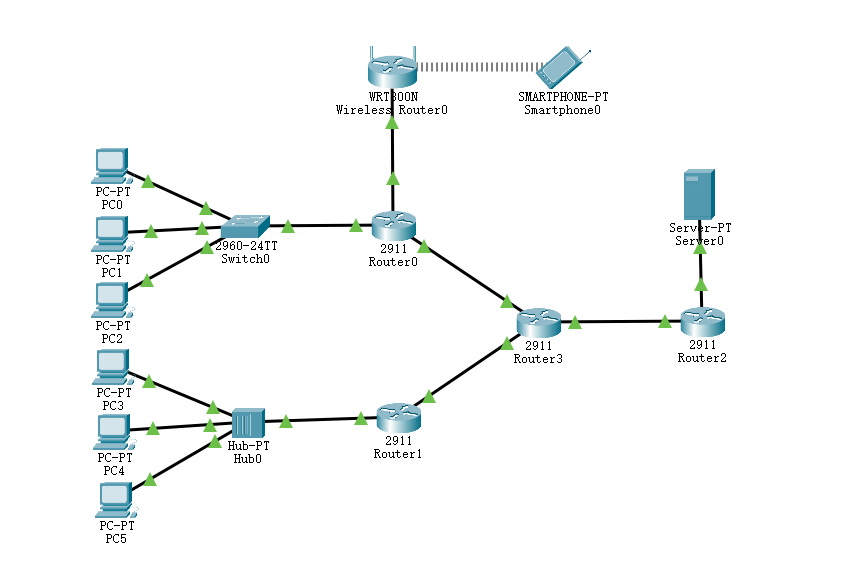 WRT300N
Wireless Router0
SMARTPHONE-PT
Smartphone0
PC-PT
PC0
PC-PT
PC1
PC-PT
PC2
2960-24TT
Switch0
2911
Router0
Server-PT
Server0
2911
Router3
2911
Router2
PC-PT
PC3
PC-PT
PC4
PC-PT
PC5
Hub-PT
Hub0
2911
Router1